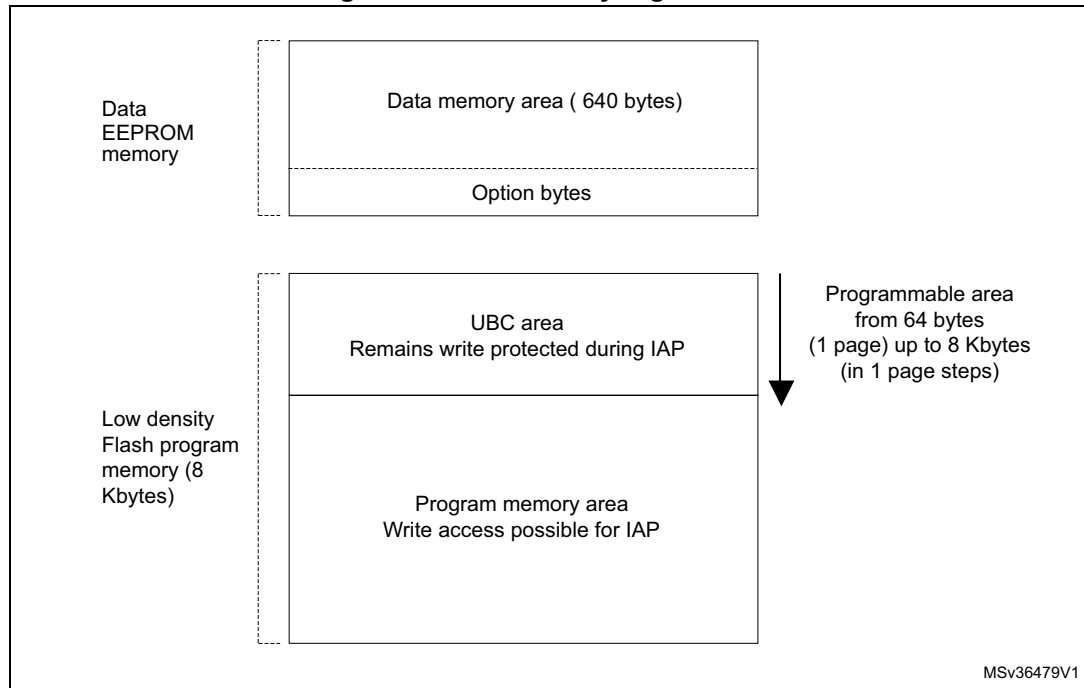 Data memory area ( 640 bytes)
Data
EEPROM
memory
Option bytes
UBC area
Remains write protected during IAP
Programmable area
from 64 bytes
(1 page) up to 8 Kbytes
(in 1 page steps)
Low density
Flash program
memory (8
Kbytes)
Program memory area
Write access possible for IAP
MSv36479V1